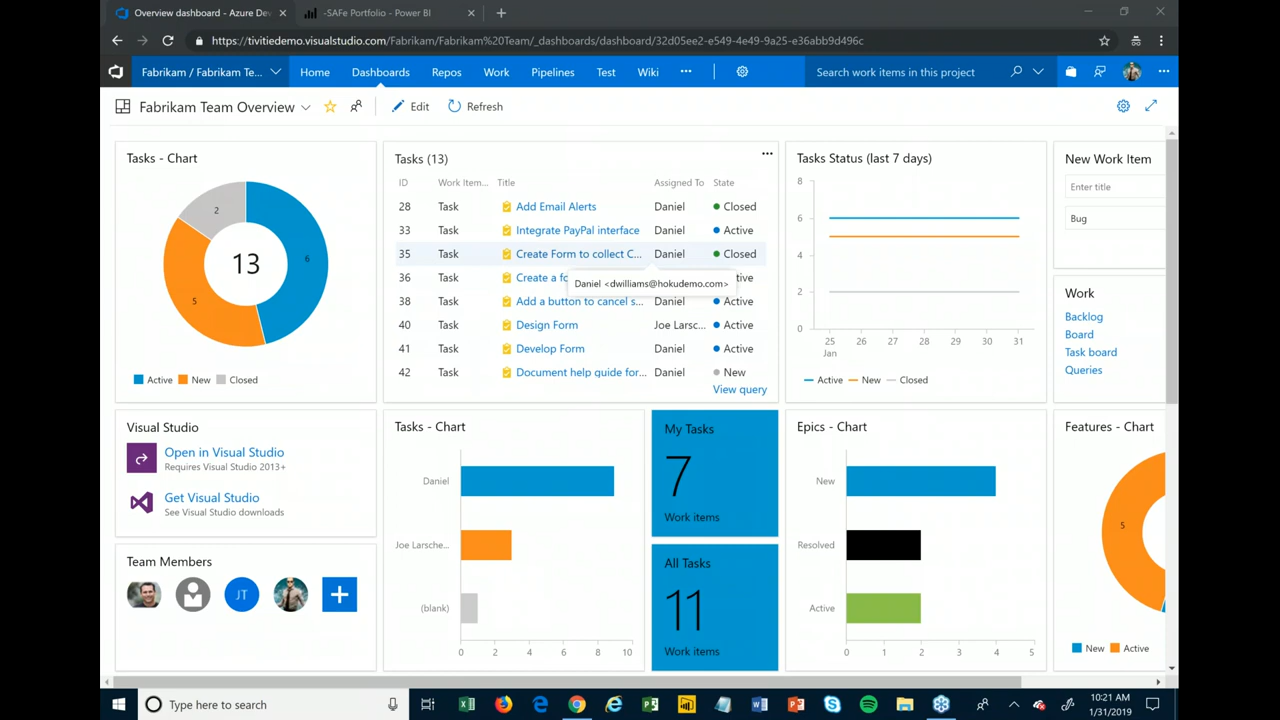 Overview dashboard - Azure Dev
-SAFe Portfolio - Power BI
https://tivitiedemo.visualstudio.com/Fabrikam/Fabrikam%20Team/_dashboards/dashboard/32d05ee2-e549-4e49-9a25-e36abb9d496c
Fabrikam / Fabrikam Te...
Home
Dashboards
Repos
Work
Pipelines
Test
Wiki
Search work items in this project
Fabrikam Team Overview
Edit
Refresh
Tasks - Chart
2
6
13
5
Active New Closed
Tasks (13)
ID Work Item... Title Assigned To State
28 Task Add Email Alerts Daniel Closed
33 Task Integrate PayPal interface Daniel Active
35 Task Create Form to collect C... Daniel Closed
36 Task Create a fo tive
Daniel <dwilliams@hokudemo.com>
38 Task Add a button to cancel s... Daniel Active
40 Task Design Form Joe Larsc... Active
41 Task Develop Form Daniel Active
42 Task Document help guide for... Daniel New
View query
Tasks Status (last 7 days)
8
6
4
2
0
25 26 27 28 29 30 31
Jan
Active New Closed
New Work Item
Enter title
Bug
Work
Backlog
Board
Task board
Queries
Visual Studio
Open in Visual Studio
Requires Visual Studio 2013+
Get Visual Studio
See Visual Studio downloads
Team Members
JT
Tasks - Chart
Daniel
Joe Larsche...
(blank)
0 2 4 6 8 10
My Tasks
7
Work items
All Tasks
11
Work items
Epics - Chart
New
Resolved
Active
0 1 2 3 4 5
Features - Chart
5
New Active
Type here to search
10:21 AM
1/31/2019